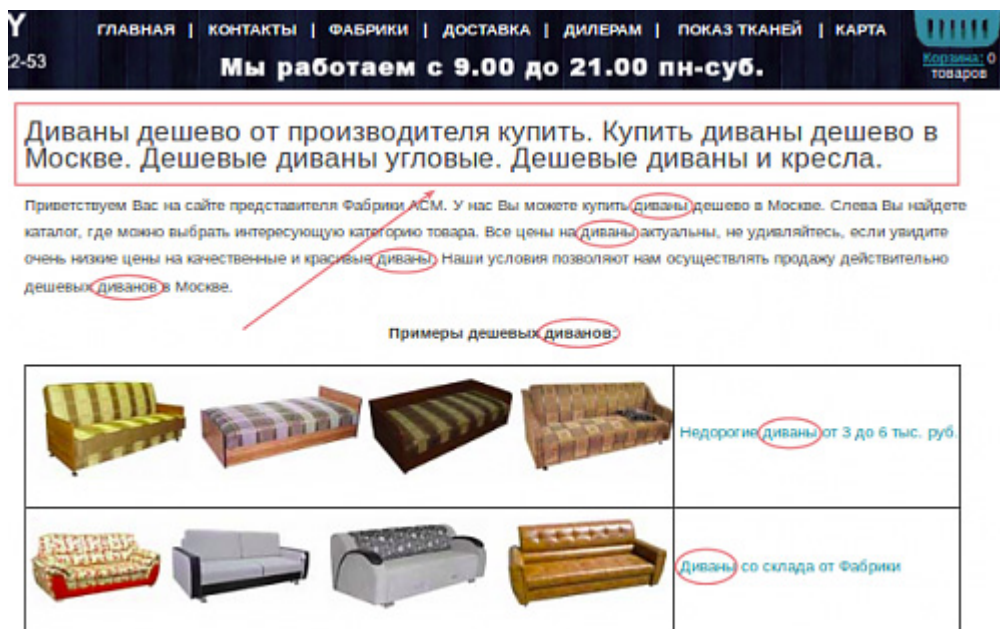 Y
ГЛАВНАЯ | КОНТАКТЫ | ФАБРИКИ | ДОСТАВКА | ДИЛЕРАМ | ПОКАЗ ТКАНЕЙ | КАРТА
2-53
Мы работаем с 9.00 до 21.00 пн-суб.
Корзина: 0
товаров
Диваны дешево от производителя купить. Купить диваны дешево в
Москве. Дешевые диваны угловые. Дешевые диваны и кресла.
Приветствуем Вас на сайте представителя Фабрики АСМ. У нас Вы можете купить диваны дешево в Москве. Слева Вы найдете
каталог, где можно выбрать интересующую категорию товара. Все цены на диваны актуальны, не удивляйтесь, если увидите
очень низкие цены на качественные и красивые диваны. Наши условия позволяют нам осуществлять продажу действительно
дешевых диванов в Москве.
Примеры дешевых диванов:
Недорогие диваны от 3 до 6 тыс. руб.
Диваны со склада от Фабрики